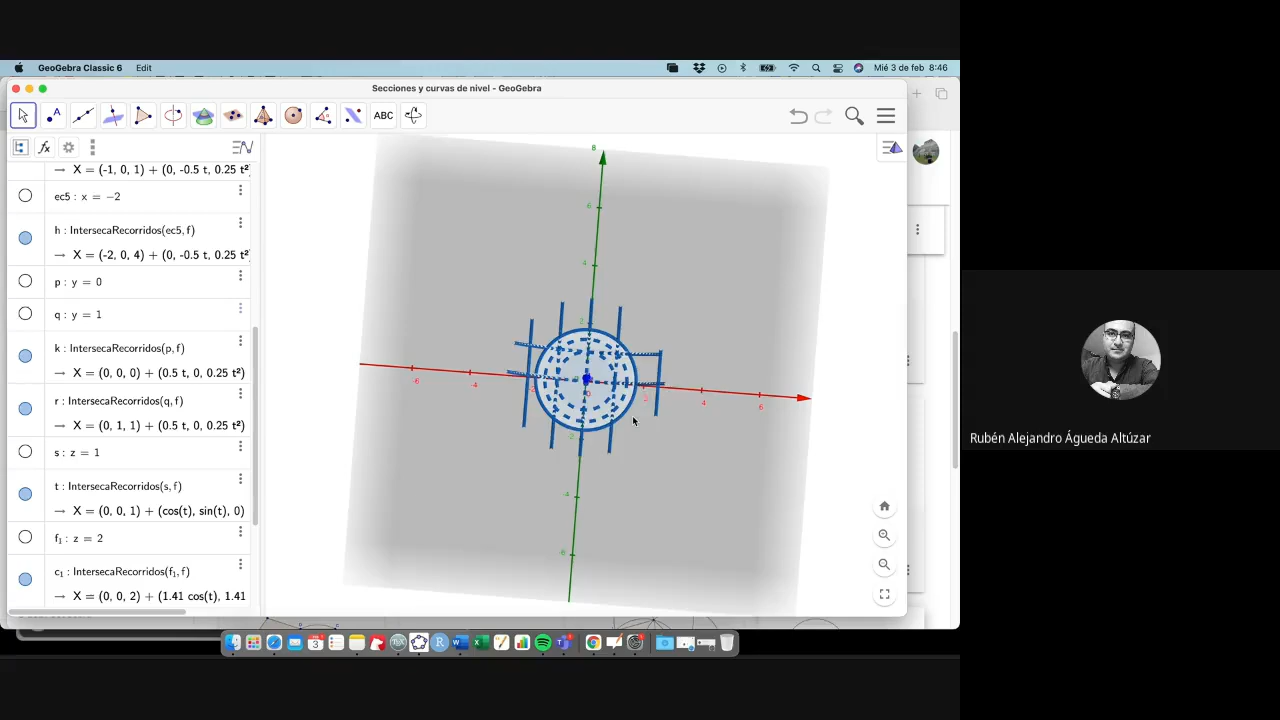 GeoGebra Classic 6 Edit Mié 3 de feb 8:46
Secciones y curvas de nivel - GeoGebra
ABC
→ X = (-1, 0, 1) + (0, -0.5 t, 0.25 t²
ec5 : x = −2
h : IntersecaRecorridos(ec5, f)
→ X = (-2, 0, 4) + (0, -0.5 t, 0.25 t²
p : y = 0
q : y = 1
k : IntersecaRecorridos(p, f)
→ X = (0, 0, 0) + (0.5 t, 0, 0.25 t²)
r : IntersecaRecorridos(q, f)
→ X = (0, 1, 1) + (0.5 t, 0, 0.25 t²)
s : z = 1
t : IntersecaRecorridos(s, f)
→ X = (0, 0, 1) + (cos(t), sin(t), 0)
f₁ : z = 2
c₁ : IntersecaRecorridos(f₁, f)
→ X = (0, 0, 2) + (1.41 cos(t), 1.41
8
6
4
2
-6
-4
0
4
6
-4
-6
Rubén Alejandro Águeda Altúzar